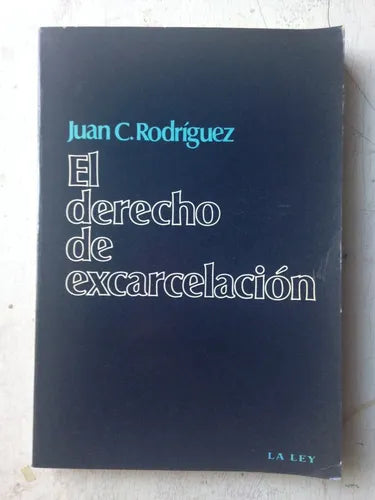 Juan C. Rodríguez
El
derecho
de
excarcelación
LA LEY